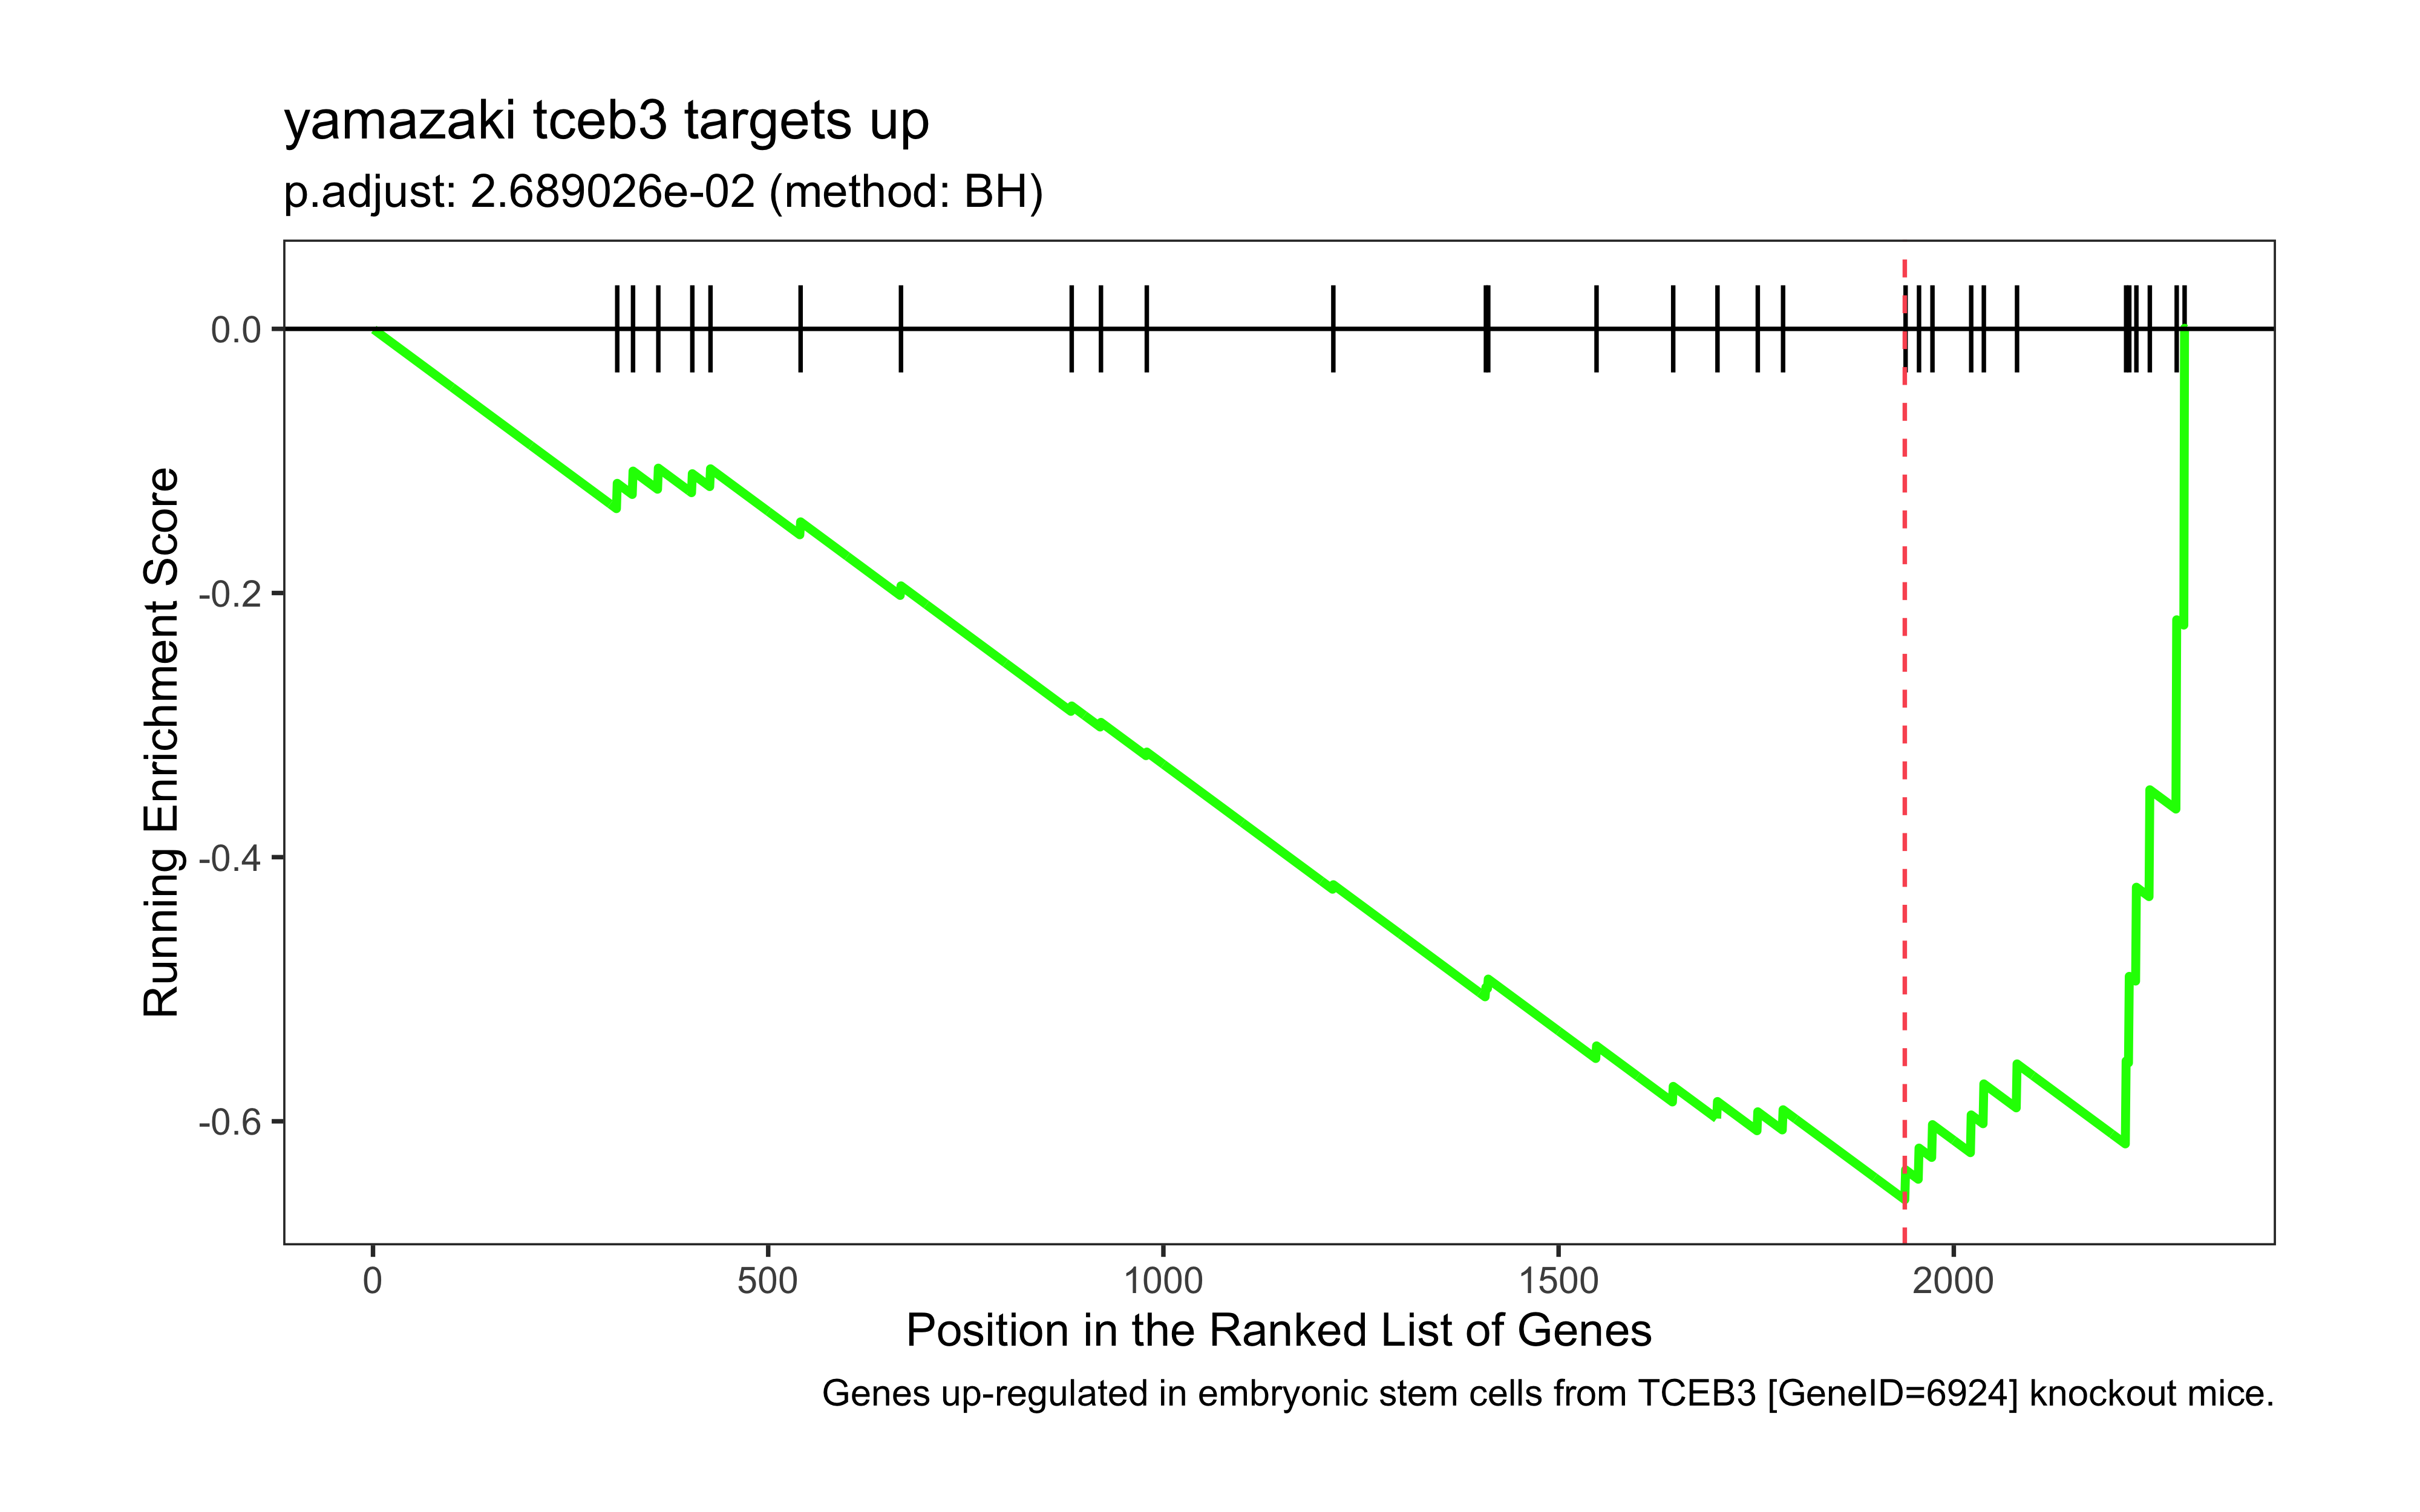 yamazaki tceb3 targets up
p.adjust: 2.689026e-02 (method: BH)
Running Enrichment Score
0.0
-0.2
-0.4
-0.6
0
500
1000
1500
2000
Position in the Ranked List of Genes
Genes up-regulated in embryonic stem cells from TCEB3 [GeneID=6924] knockout mice.